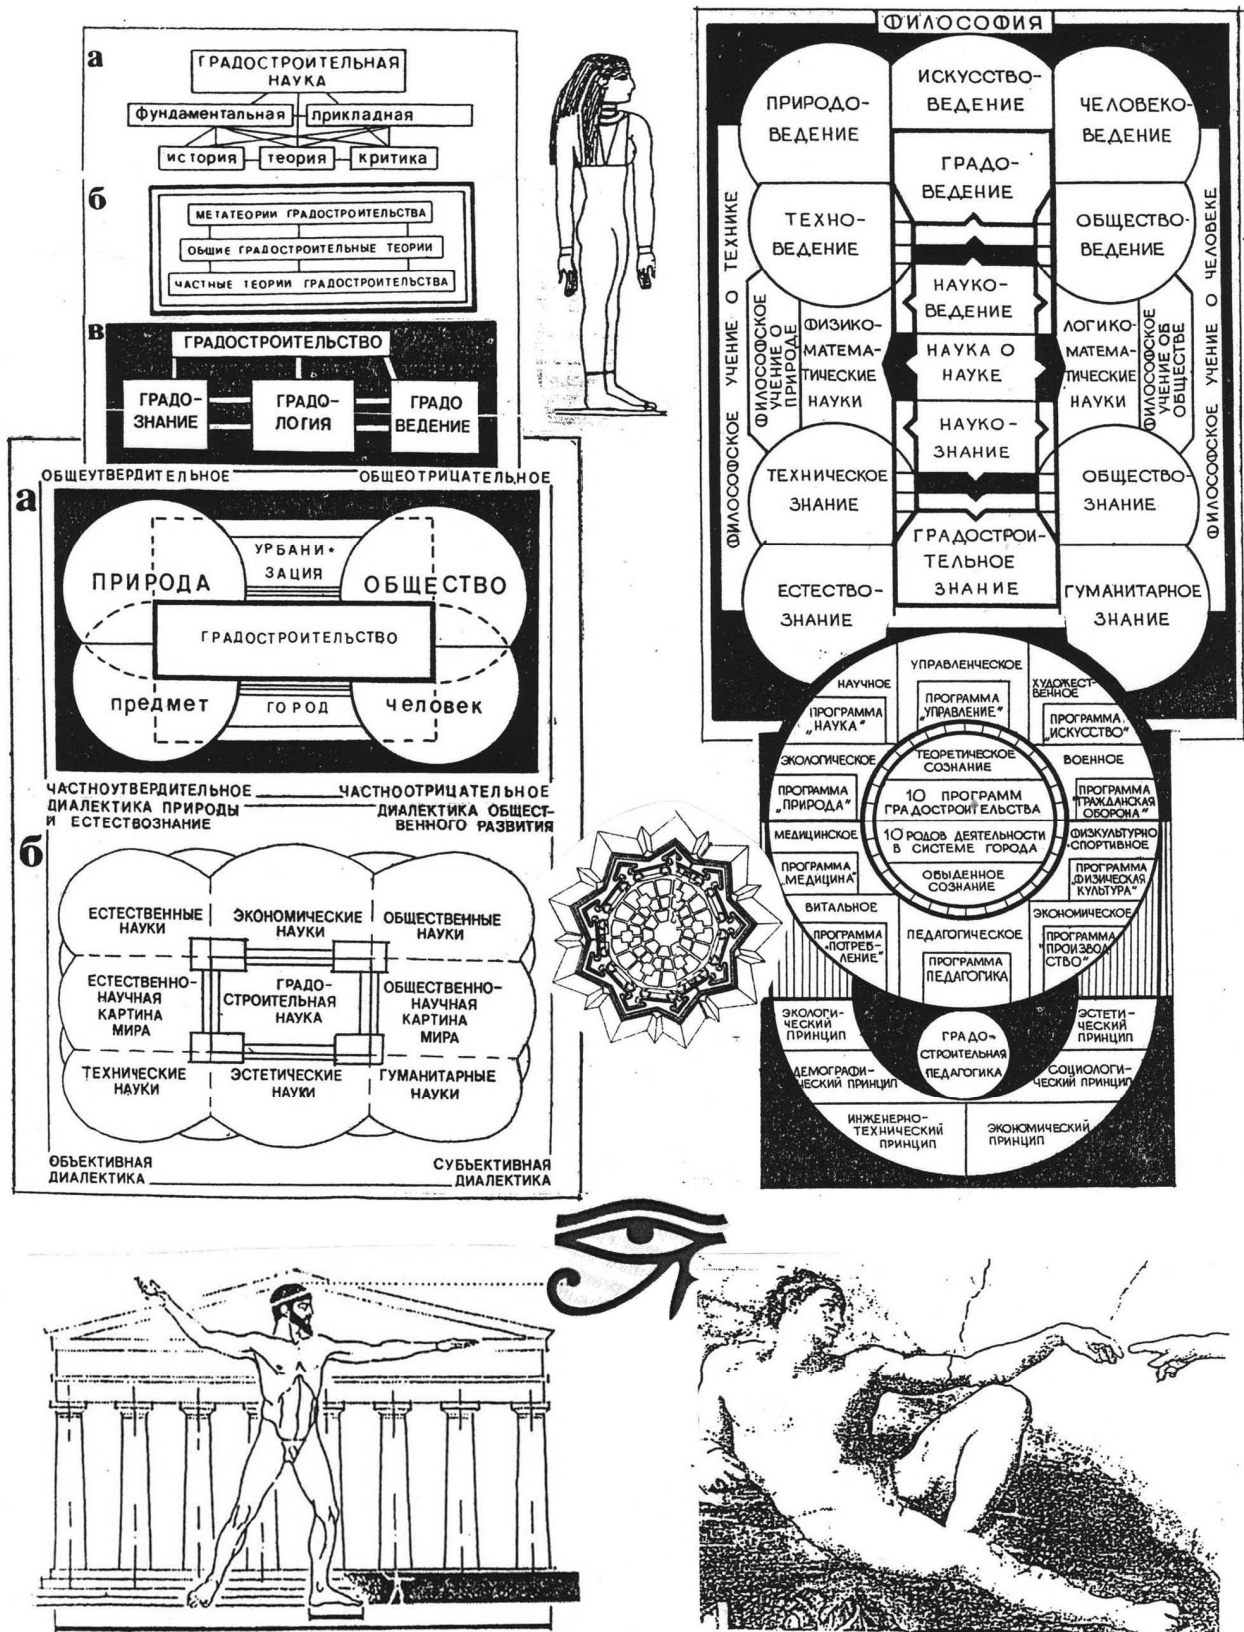 а
ГРАДОСТРОИТЕЛЬНАЯ
НАУКА
фундаментальная
прикладная
история
теория
критика
б
МЕТАТЕОРИИ ГРАДОСТРОИТЕЛЬСТВА
ОБЩИЕ ГРАДОСТРОИТЕЛЬНЫЕ ТЕОРИИ
ЧАСТНЫЕ ТЕОРИИ ГРАДОСТРОИТЕЛЬСТВА
в
ГРАДОСТРОИТЕЛЬСТВО
ГРАДО-
ЗНАНИЕ
ГРАДО-
ЛОГИЯ
ГРАДО
ВЕДЕНИЕ
ОБЩЕУТВЕРДИТЕЛЬНОЕ
ОБЩЕОТРИЦАТЕЛЬНОЕ
а
ПРИРОДА
УРБАНИ-
ЗАЦИЯ
ОБЩЕСТВО
ГРАДОСТРОИТЕЛЬСТВО
предмет
ГОРОД
человек
ЧАСТНОУТВЕРДИТЕЛЬНОЕ
ДИАЛЕКТИКА ПРИРОДЫ
И ЕСТЕСТВОЗНАНИЕ
ЧАСТНООТРИЦАТЕЛЬНОЕ
ДИАЛЕКТИКА ОБЩЕСТ-
ВЕННОГО РАЗВИТИЯ
б
ЕСТЕСТВЕННЫЕ
НАУКИ
ЭКОНОМИЧЕСКИЕ
НАУКИ
ОБЩЕСТВЕННЫЕ
НАУКИ
ЕСТЕСТВЕННО-
НАУЧНАЯ
КАРТИНА
МИРА
ГРАДО-
СТРОИТЕЛЬНАЯ
НАУКА
ОБЩЕСТВЕННО-
НАУЧНАЯ
КАРТИНА
МИРА
ТЕХНИЧЕСКИЕ
НАУКИ
ЭСТЕТИЧЕСКИЕ
НАУКИ
ГУМАНИТАРНЫЕ
НАУКИ
ОБЪЕКТИВНАЯ
ДИАЛЕКТИКА
СУБЪЕКТИВНАЯ
ДИАЛЕКТИКА
ФИЛОСОФИЯ
ПРИРОДО-
ВЕДЕНИЕ
ИСКУССТВО-
ВЕДЕНИЕ
ЧЕЛОВЕКО-
ВЕДЕНИЕ
ГРАДО-
ВЕДЕНИЕ
ТЕХНО-
ВЕДЕНИЕ
ОБЩЕСТВО-
ВЕДЕНИЕ
НАУКО-
ВЕДЕНИЕ
ФИЛОСОФСКОЕ УЧЕНИЕ О ТЕХНИКЕ
ФИЛОСОФСКОЕ
УЧЕНИЕ О
ПРИРОДЕ
ФИЗИКО-
МАТЕМА-
ТИЧЕСКИЕ
НАУКИ
НАУКА О
НАУКЕ
ЛОГИКО-
МАТЕМА-
ТИЧЕСКИЕ
НАУКИ
ФИЛОСОФСКОЕ
УЧЕНИЕ ОБ
ОБЩЕСТВЕ
ФИЛОСОФСКОЕ УЧЕНИЕ О ЧЕЛОВЕКЕ
НАУКО-
ЗНАНИЕ
ТЕХНИЧЕСКОЕ
ЗНАНИЕ
ОБЩЕСТВО-
ЗНАНИЕ
ГРАДОСТРОИ-
ТЕЛЬНОЕ
ЗНАНИЕ
ЕСТЕСТВО-
ЗНАНИЕ
ГУМАНИТАРНОЕ
ЗНАНИЕ
УПРАВЛЕНЧЕСКОЕ
ПРОГРАММА
"УПРАВЛЕНИЕ"
НАУЧНОЕ
ПРОГРАММА
"НАУКА"
ХУДОЖЕСТ-
ВЕННОЕ
ПРОГРАММА
"ИСКУССТВО"
ЭКОЛОГИЧЕСКОЕ
ПРОГРАММА
"ПРИРОДА"
ТЕОРЕТИЧЕСКОЕ
СОЗНАНИЕ
ВОЕННОЕ
ПРОГРАММА
"ГРАЖДАНСКАЯ
ОБОРОНА"
10 ПРОГРАММ
ГРАДОСТРОИТЕЛЬСТВА
10 РОДОВ ДЕЯТЕЛЬНОСТИ
В СИСТЕМЕ ГОРОДА
МЕДИЦИНСКОЕ
ПРОГРАММА
"МЕДИЦИНА"
ОБЫДЕННОЕ
СОЗНАНИЕ
ФИЗКУЛЬТУРНО
-СПОРТИВНОЕ
ПРОГРАММА
"ФИЗИЧЕСКАЯ
КУЛЬТУРА"
ВИТАЛЬНОЕ
ПРОГРАММА
"ПОТРЕБ-
ЛЕНИЕ"
ПЕДАГОГИЧЕСКОЕ
ПРОГРАММА
ПЕДАГОГИКА
ЭКОНОМИЧЕСКОЕ
ПРОГРАММА
"ПРОИЗВОД
СТВО"
ЭКОЛОГИ-
ЧЕСКИЙ
ПРИНЦИП
ГРАДО-
СТРОИТЕЛЬНАЯ
ПЕДАГОГИКА
ЭСТЕТИ-
ЧЕСКИЙ
ПРИНЦИП
ДЕМОГРАФИ-
ЧЕСКИЙ ПРИНЦИП
СОЦИОЛОГИ-
ЧЕСКИЙ ПРИНЦИП
ИНЖЕНЕРНО-
ТЕХНИЧЕСКИЙ
ПРИНЦИП
ЭКОНОМИЧЕСКИЙ
ПРИНЦИП